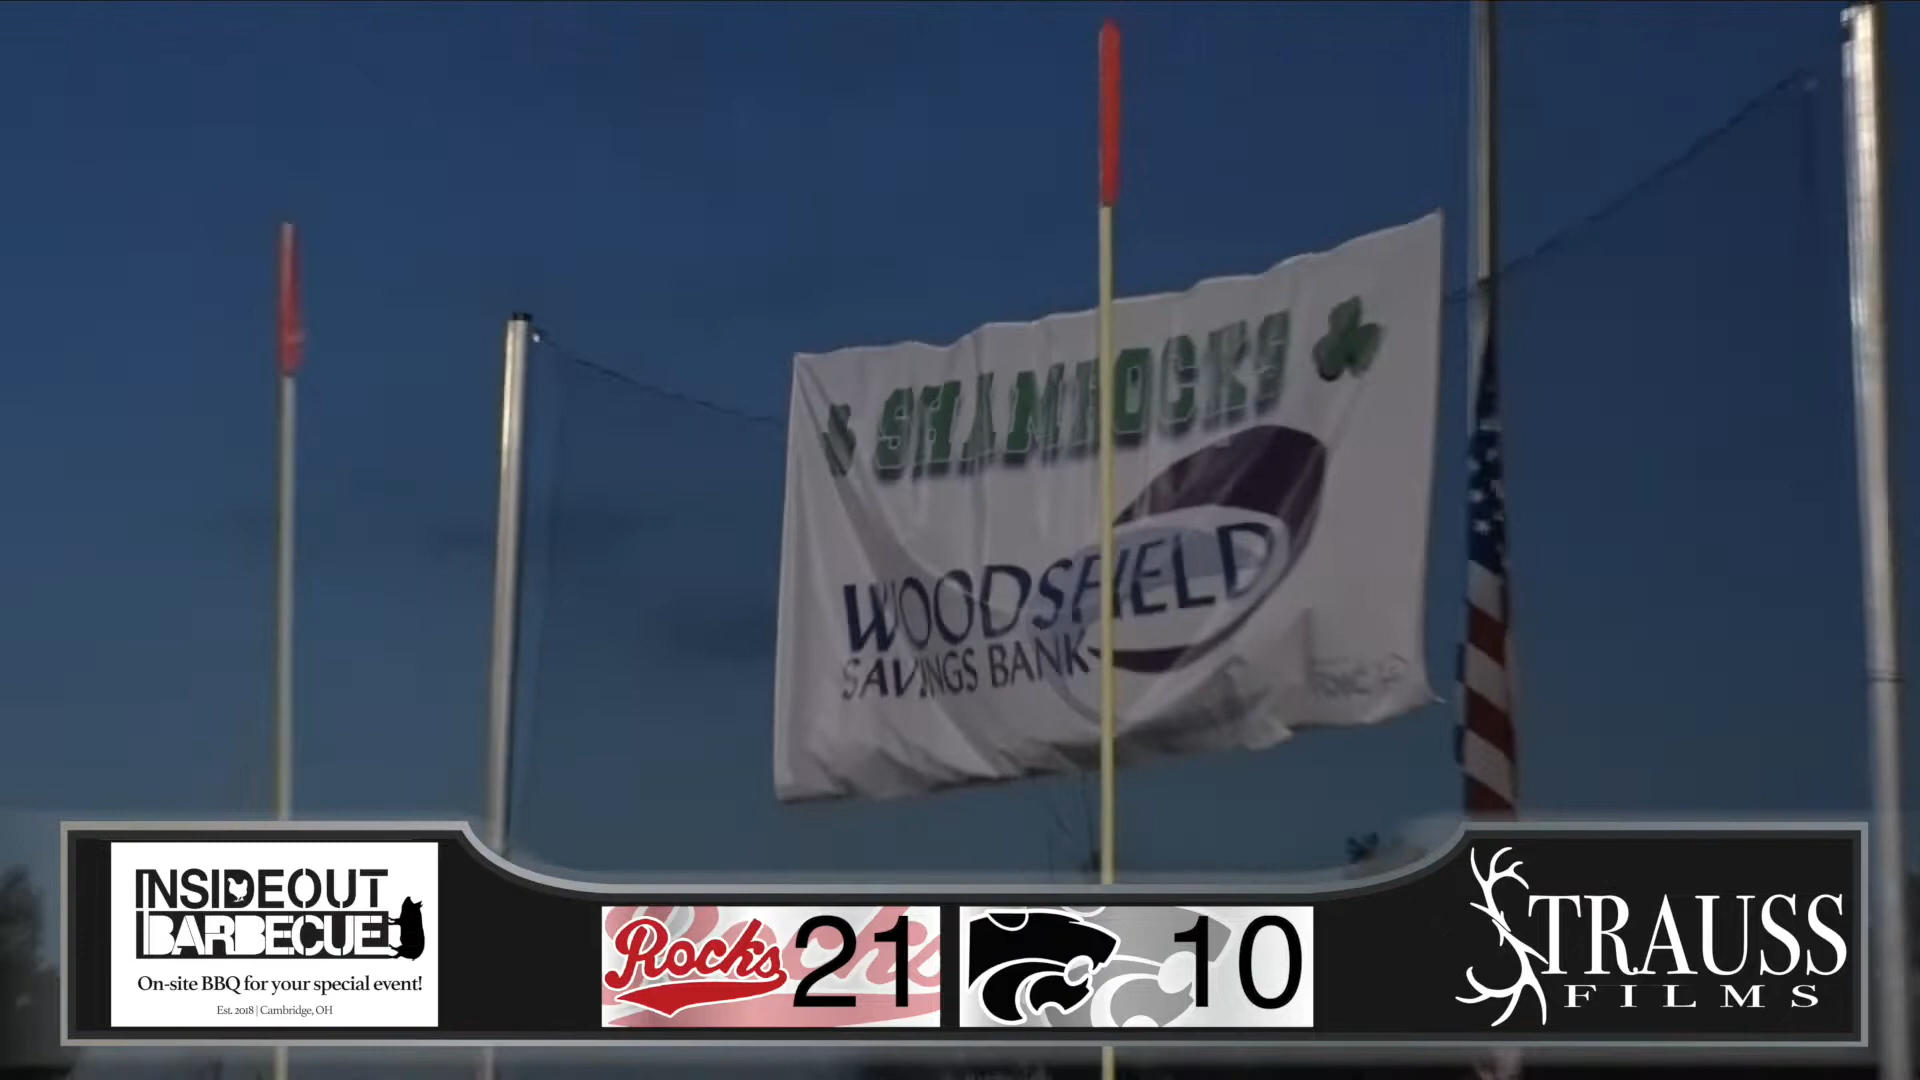 SHAMROCKS
WOODSFIELD
SAVINGS BANK
INSIDEOUT
BARBECUE
On-site BBQ for your special event!
Est. 2018 | Cambridge, OH
Rocks
21
10
STRAUSS
FILMS